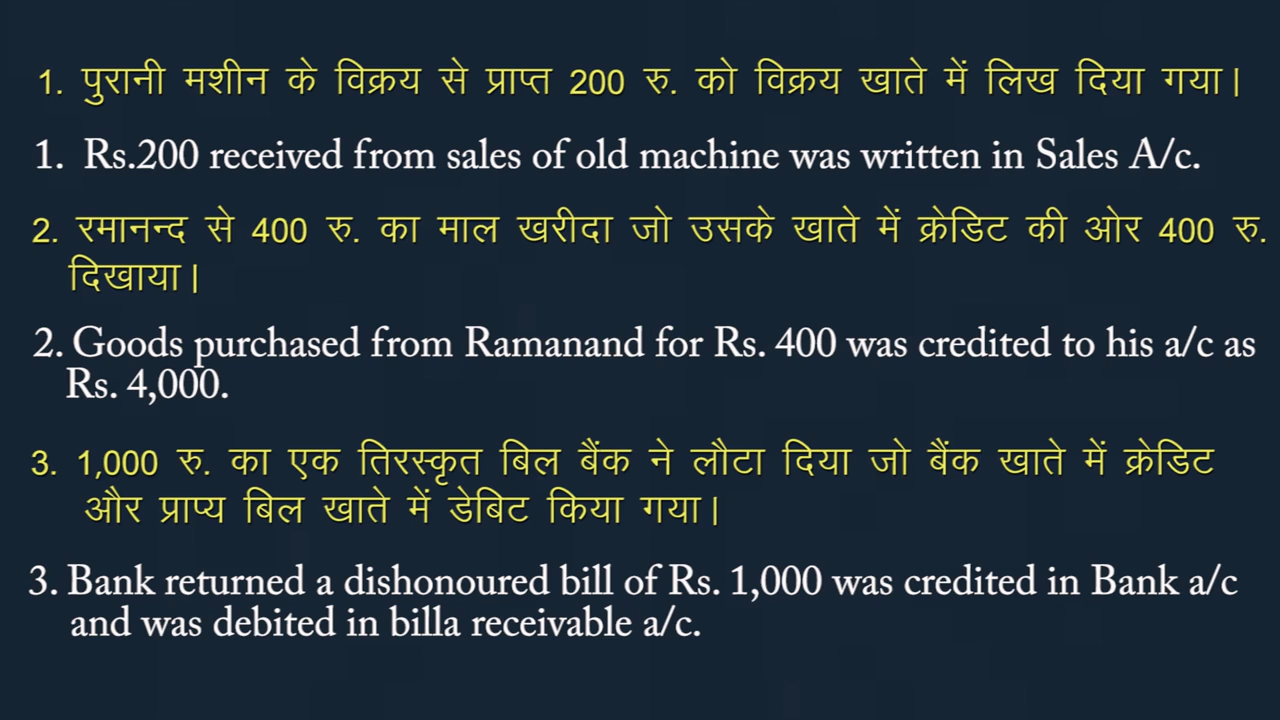 1. पुरानी मशीन के विक्रय से प्राप्त 200 रु. को विक्रय खाते में लिख दिया गया।
1. Rs.200 received from sales of old machine was written in Sales A/c.
2. रमानन्द से 400 रु. का माल खरीदा जो उसके खाते में क्रेडिट की ओर 400 रु.
दिखाया।
2. Goods purchased from Ramanand for Rs. 400 was credited to his a/c as
Rs. 4,000.
3. 1,000 रु. का एक तिरस्कृत बिल बैंक ने लौटा दिया जो बैंक खाते में क्रेडिट
और प्राप्य बिल खाते में डेबिट किया गया।
3. Bank returned a dishonoured bill of Rs. 1,000 was credited in Bank a/c
and was debited in billa receivable a/c.